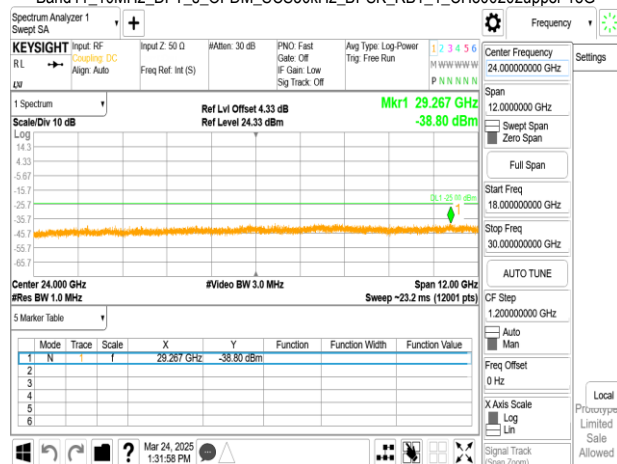 Spectrum Analyzer 1
Swept SA
Frequency
KEYSIGHT
RL
LXI
Input: RF
Coupling: DC
Align: Auto
Input Z: 50 Ω
Freq Ref: Int (S)
#Atten: 30 dB
PNO: Fast
Gate: Off
IF Gain: Low
Sig Track: Off
Avg Type: Log-Power
Trig: Free Run
1 2 3 4 5 6
M W W W W W
P N N N N N
1 Spectrum
Scale/Div 10 dB
Ref Lvl Offset 4.33 dB
Ref Level 24.33 dBm
Mkr1 29.267 GHz
-38.80 dBm
Log
14.3
4.33
-5.67
-15.7
-25.7
-35.7
-45.7
-55.7
-65.7
DL1 -25.00 dBm
1
Center 24.000 GHz
#Video BW 3.0 MHz
Span 12.00 GHz
#Res BW 1.0 MHz
Sweep ~23.2 ms (12001 pts)
5 Marker Table
Mode Trace Scale X Y Function Function Width Function Value
1 N 1 f 29.267 GHz -38.80 dBm
2
3
4
5
6
Mar 24, 2025
1:31:58 PM
Center Frequency
24.000000000 GHz
Settings
Span
12.0000000 GHz
Swept Span
Zero Span
Full Span
Start Freq
18.000000000 GHz
Stop Freq
30.000000000 GHz
AUTO TUNE
CF Step
1.200000000 GHz
Auto
Man
Freq Offset
0 Hz
X Axis Scale
Log
Lin
Signal Track
(Span Zoom)
Local
Prototype
Limited
Sale
Allowed